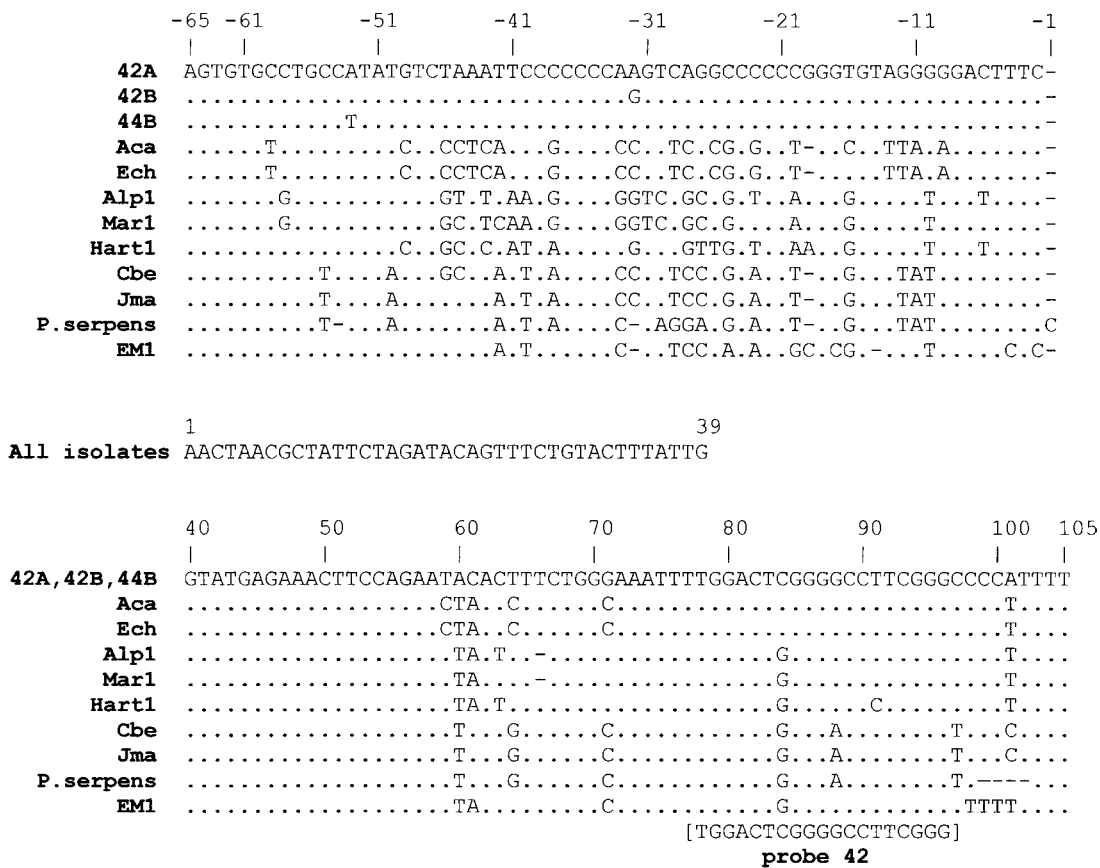 -65 -61 -51 -41 -31 -21 -11 -1
42A AGTGTGCCTGCCATATGTCTAAATTCCCCCCCAAGTCAGGCCCCCCGGGTGTAGGGGGACTTTC-
42B .................................G..............................-
44B ............T...................................................-
Aca ......T.........C..CCTCA...G....CC..TC.CG.G..T-..C..TTA.A.......-
Ech ......T.........C..CCTCA...G....CC..TC.CG.G..T-.....TTA.A.......-
Alp1 .......G...........GT.T.AA.G....GGTC.GC.G.T..A...G.....T...T....-
Mar1 .......G...........GC.TCAA.G....GGTC.GC.G....A...G.....T........-
Hart1 ................C..GC.C.AT.A.....G...GTTG.T..AA..G.....T...T....-
Cbe ..........T....A...GC..A.T.A....CC..TCC.G.A..T-..G...TAT........-
Jma ..........T....A.......A.T.A....CC..TCC.G.A..T-..G...TAT........-
P.serpens ..........T-...A.......A.T.A....C-.AGGA.G.A..T-..G...TAT........C
EM1 .......................A.T......C-..TCC.A.A..GC.CG.-...T.....C.C-
1 39
All isolates AACTAACGCTATTCTAGATACAGTTTCTGTACTTTATTG
40 50 60 70 80 90 100 105
42A,42B,44B GTATGAGAAACTTCCAGAATACACTTTCTGGGAAATTTTGGACTCGGGGCCTTCGGGCCCCATTTT
Aca ...................CTA..C......C.............................T....
Ech ...................CTA..C......C.............................T....
Alp1 ....................TA.T..-.................G................T....
Mar1 ....................TA....-.................G................T....
Hart1 ....................TA.T....................G......C.........T....
Cbe ....................T...G......C............G...A........T...C....
Jma ....................T...G......C............G...A........T...C....
P.serpens ....................T...G......C............G...A........T.----...
EM1 ....................TA.........C............G.............TTTT....
[TGGACTCGGGGCCTTCGGG]
probe 42